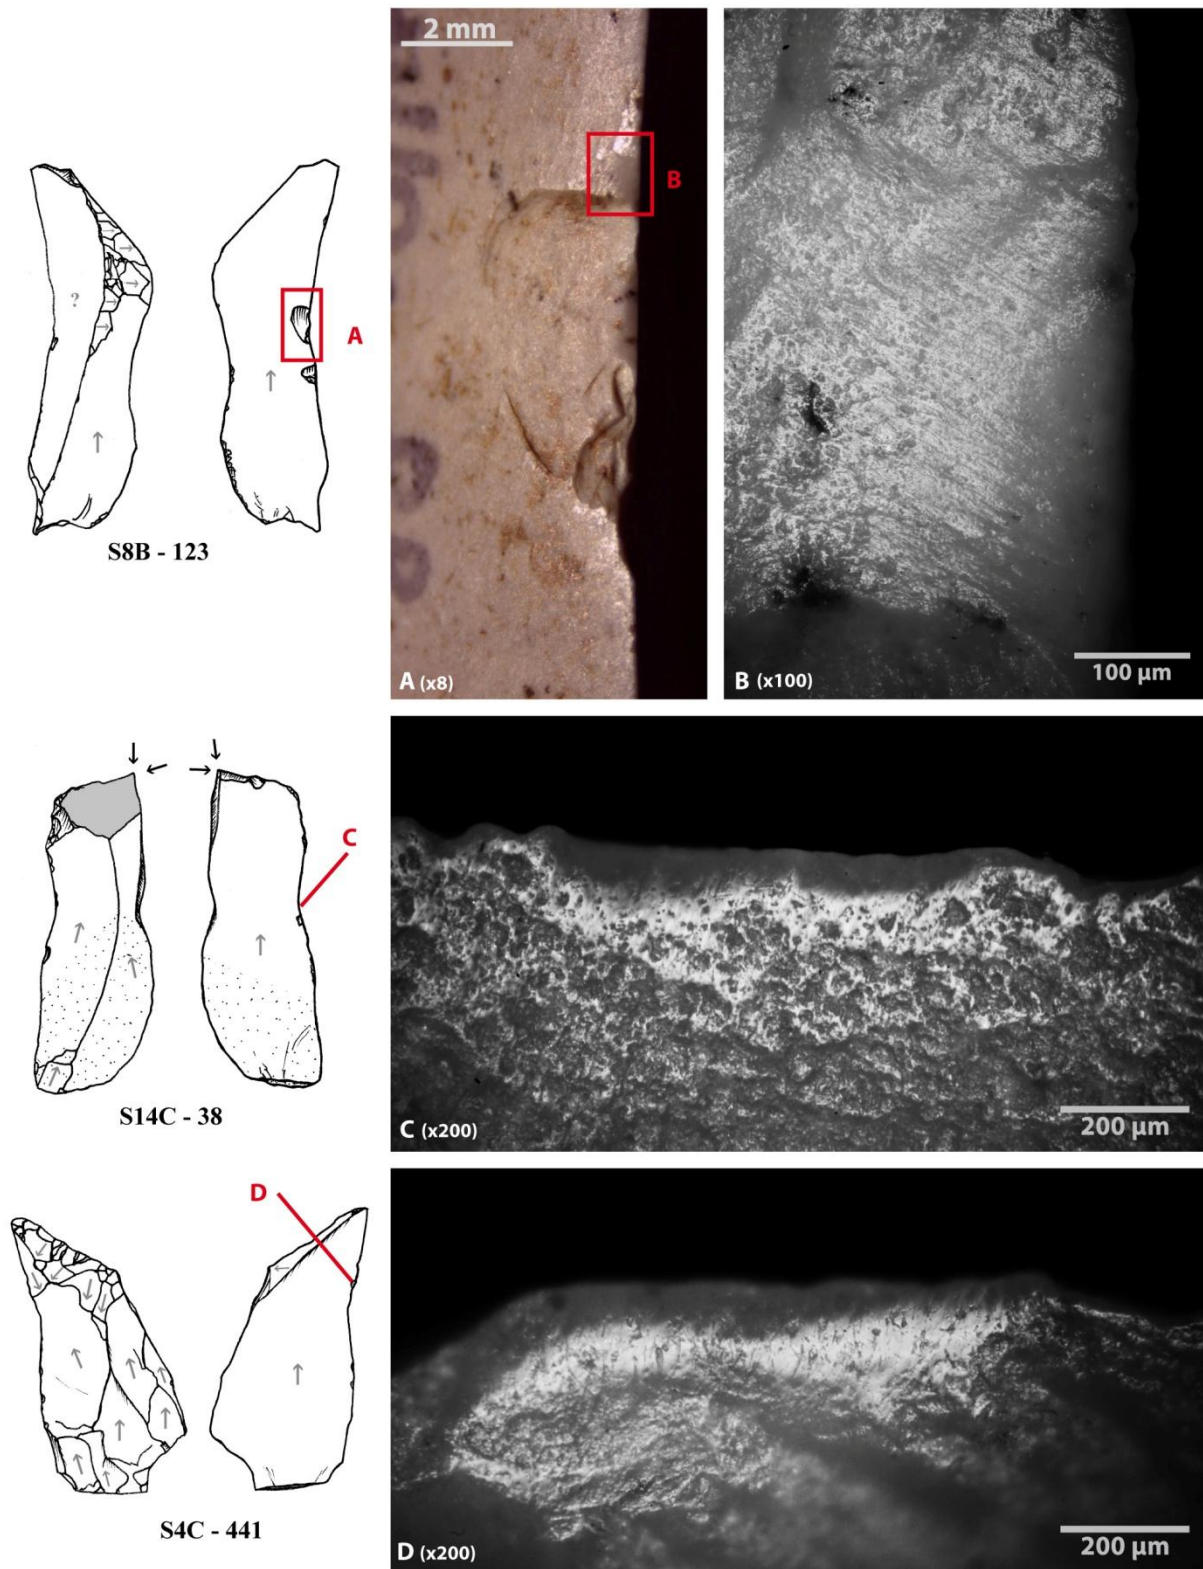 2 mm
B
A
A (x8)
B (x100)
100 µm
?
S8B - 123
C
C (x200)
200 µm
S14C - 38
D
D (x200)
200 µm
S4C - 441